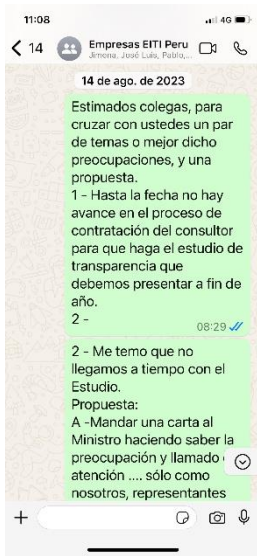 11:08
4G
14
Empresas EITI Peru
Jimena, José Luis, Pablo,...
14 de ago. de 2023
Estimados colegas, para
cruzar con ustedes un par
de temas o mejor dicho
preocupaciones, y una
propuesta.
1 - Hasta la fecha no hay
avance en el proceso de
contratación del consultor
para que haga el estudio de
transparencia que
debemos presentar a fin de
año.
2 -
08:29
2 - Me temo que no
llegamos a tiempo con el
Estudio.
Propuesta:
A -Mandar una carta al
Ministro haciendo saber la
preocupación y llamado
atención .... sólo como
nosotros, representantes